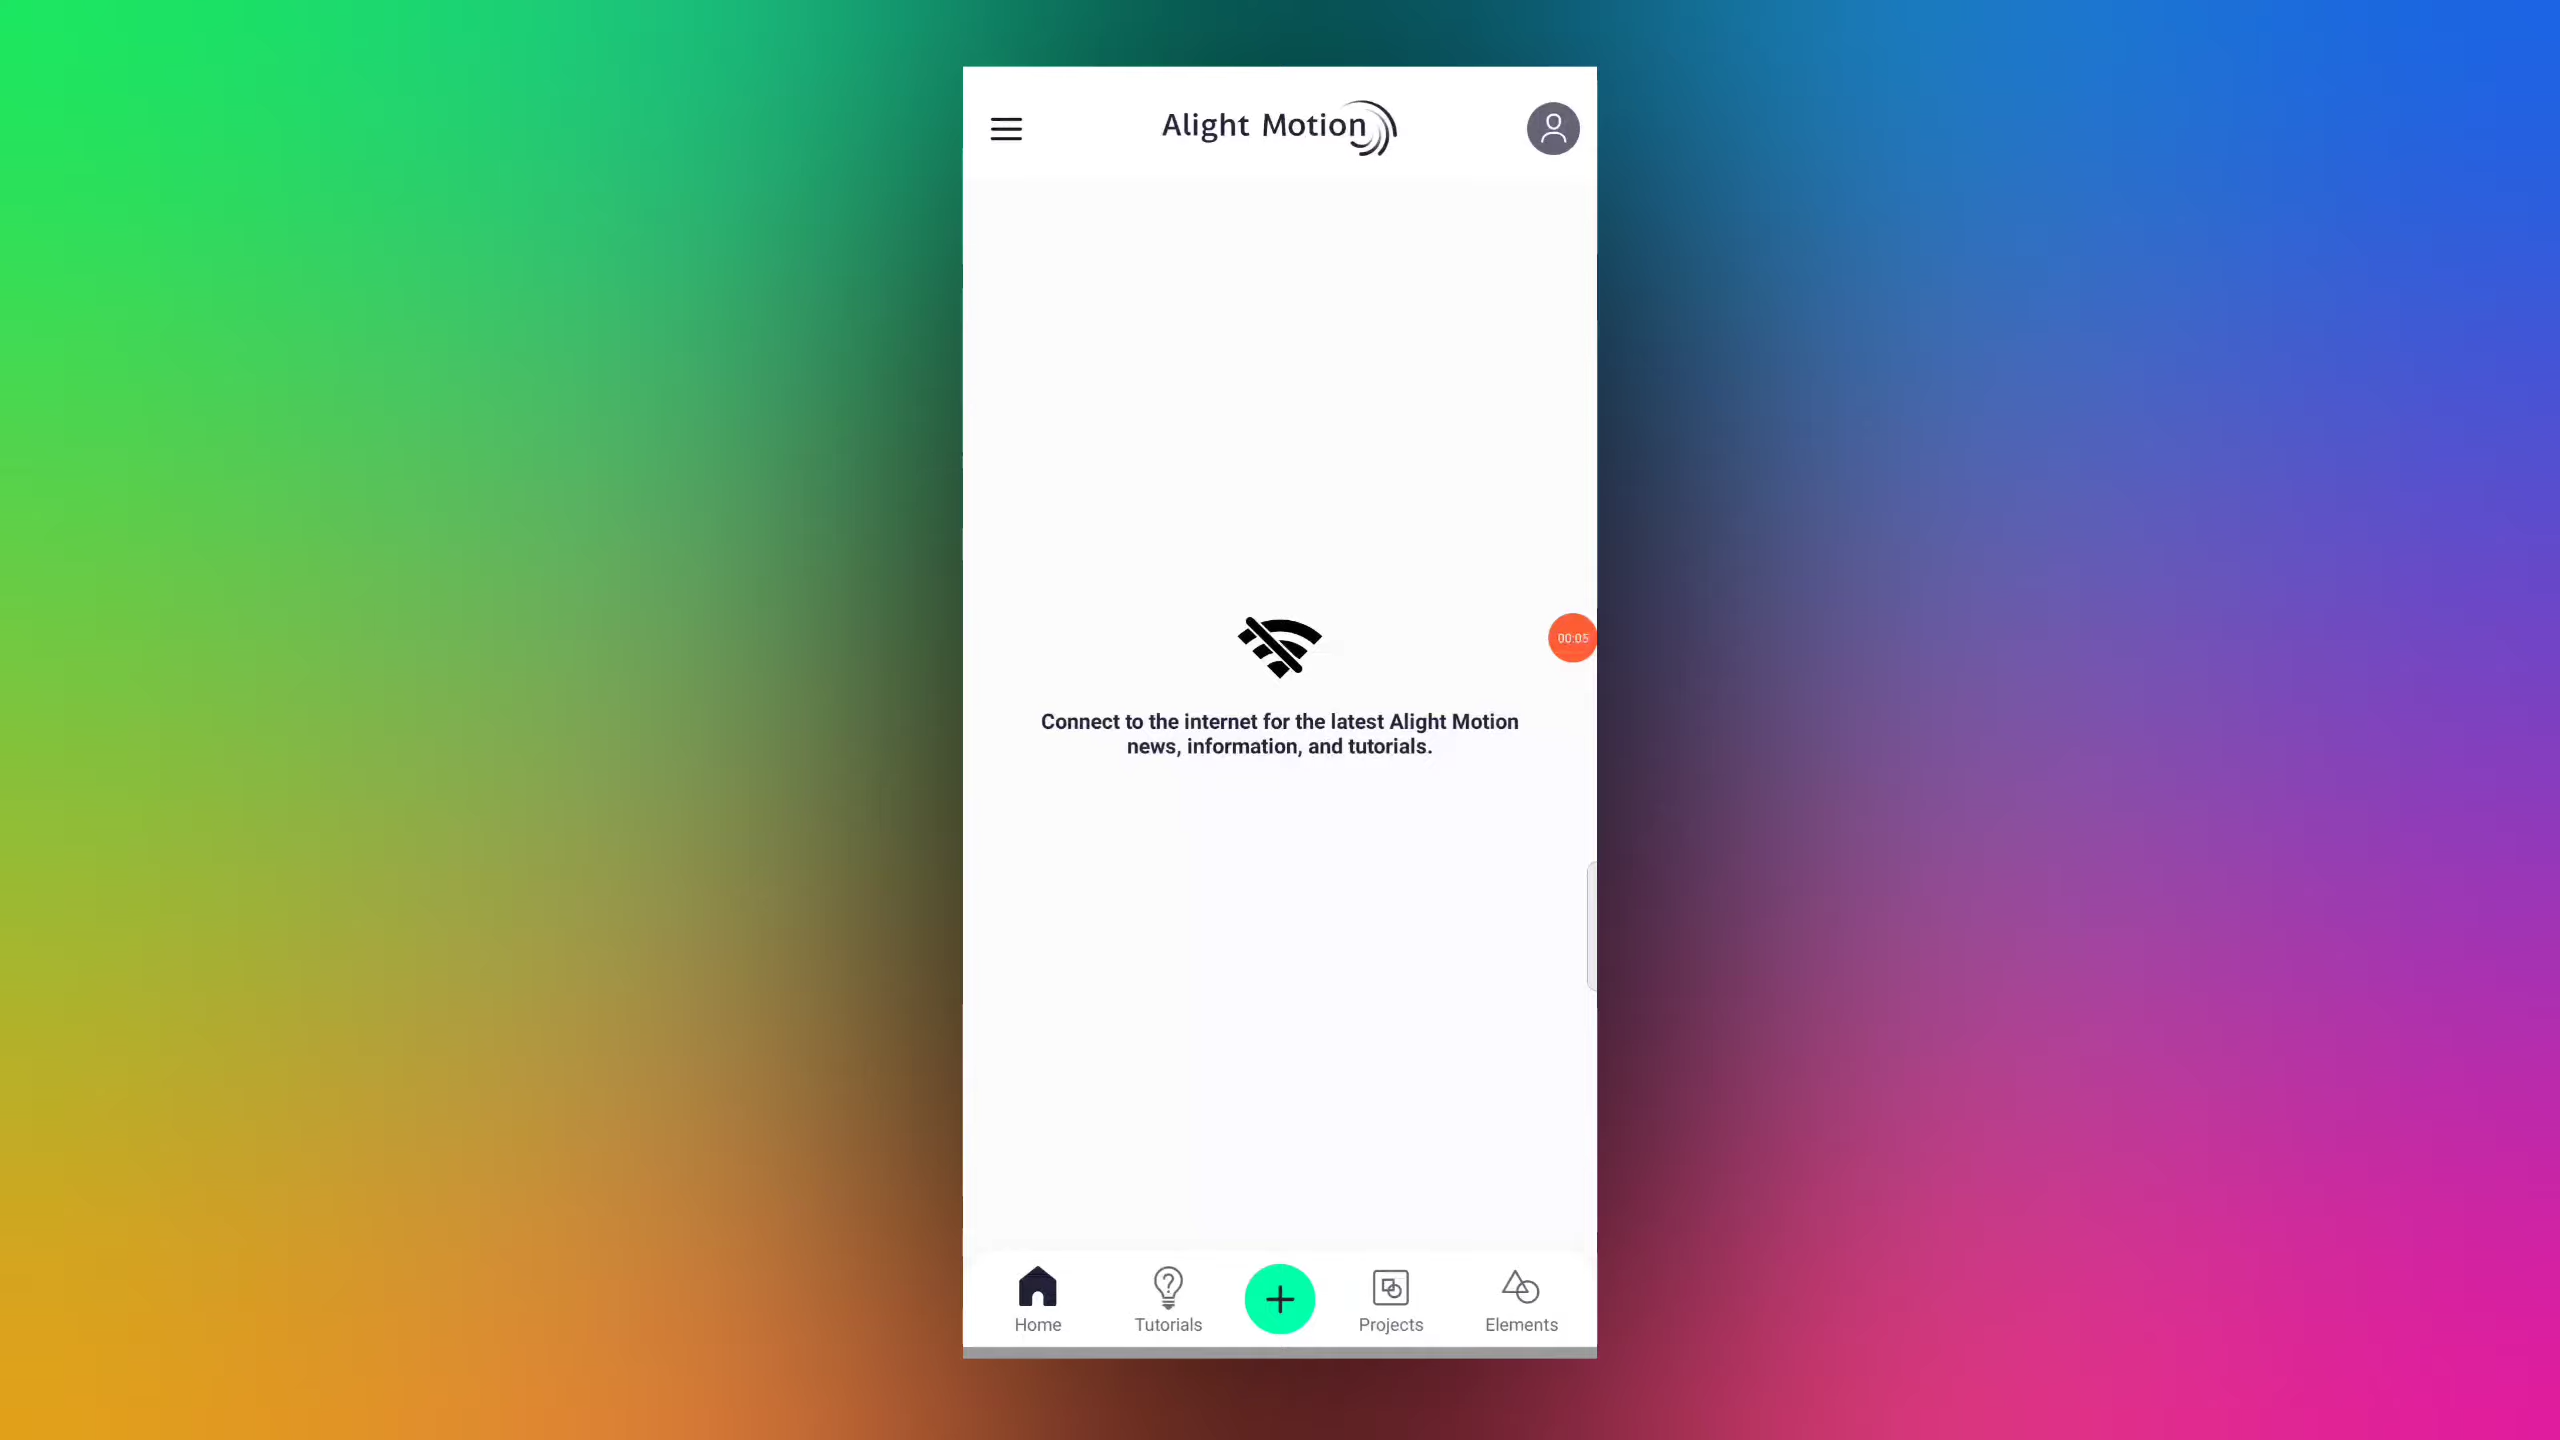 Alight Motion
00:05
Connect to the internet for the latest Alight Motion
news, information, and tutorials.
Home
Tutorials
Projects
Elements